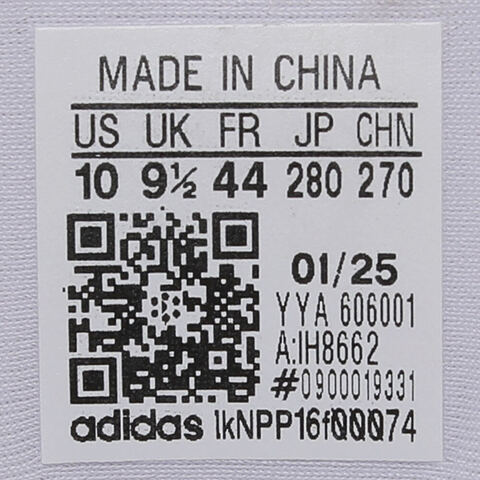 MADE IN CHINA
US UK FR JP CHN
10 9½ 44 280 270
01/25
YYA 606001
A:IH8662
#0900019331
adidas lkNPP16f00074